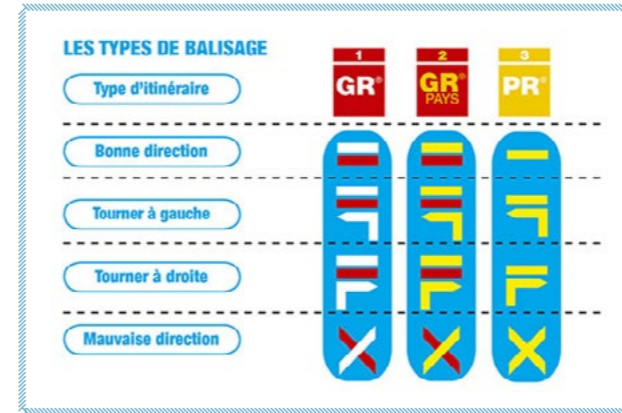 LES TYPES DE BALISAGE
1 2 3
Type d'itinéraire
GR® GR® PR®
PAYS
Bonne direction
Tourner à gauche
Tourner à droite
Mauvaise direction